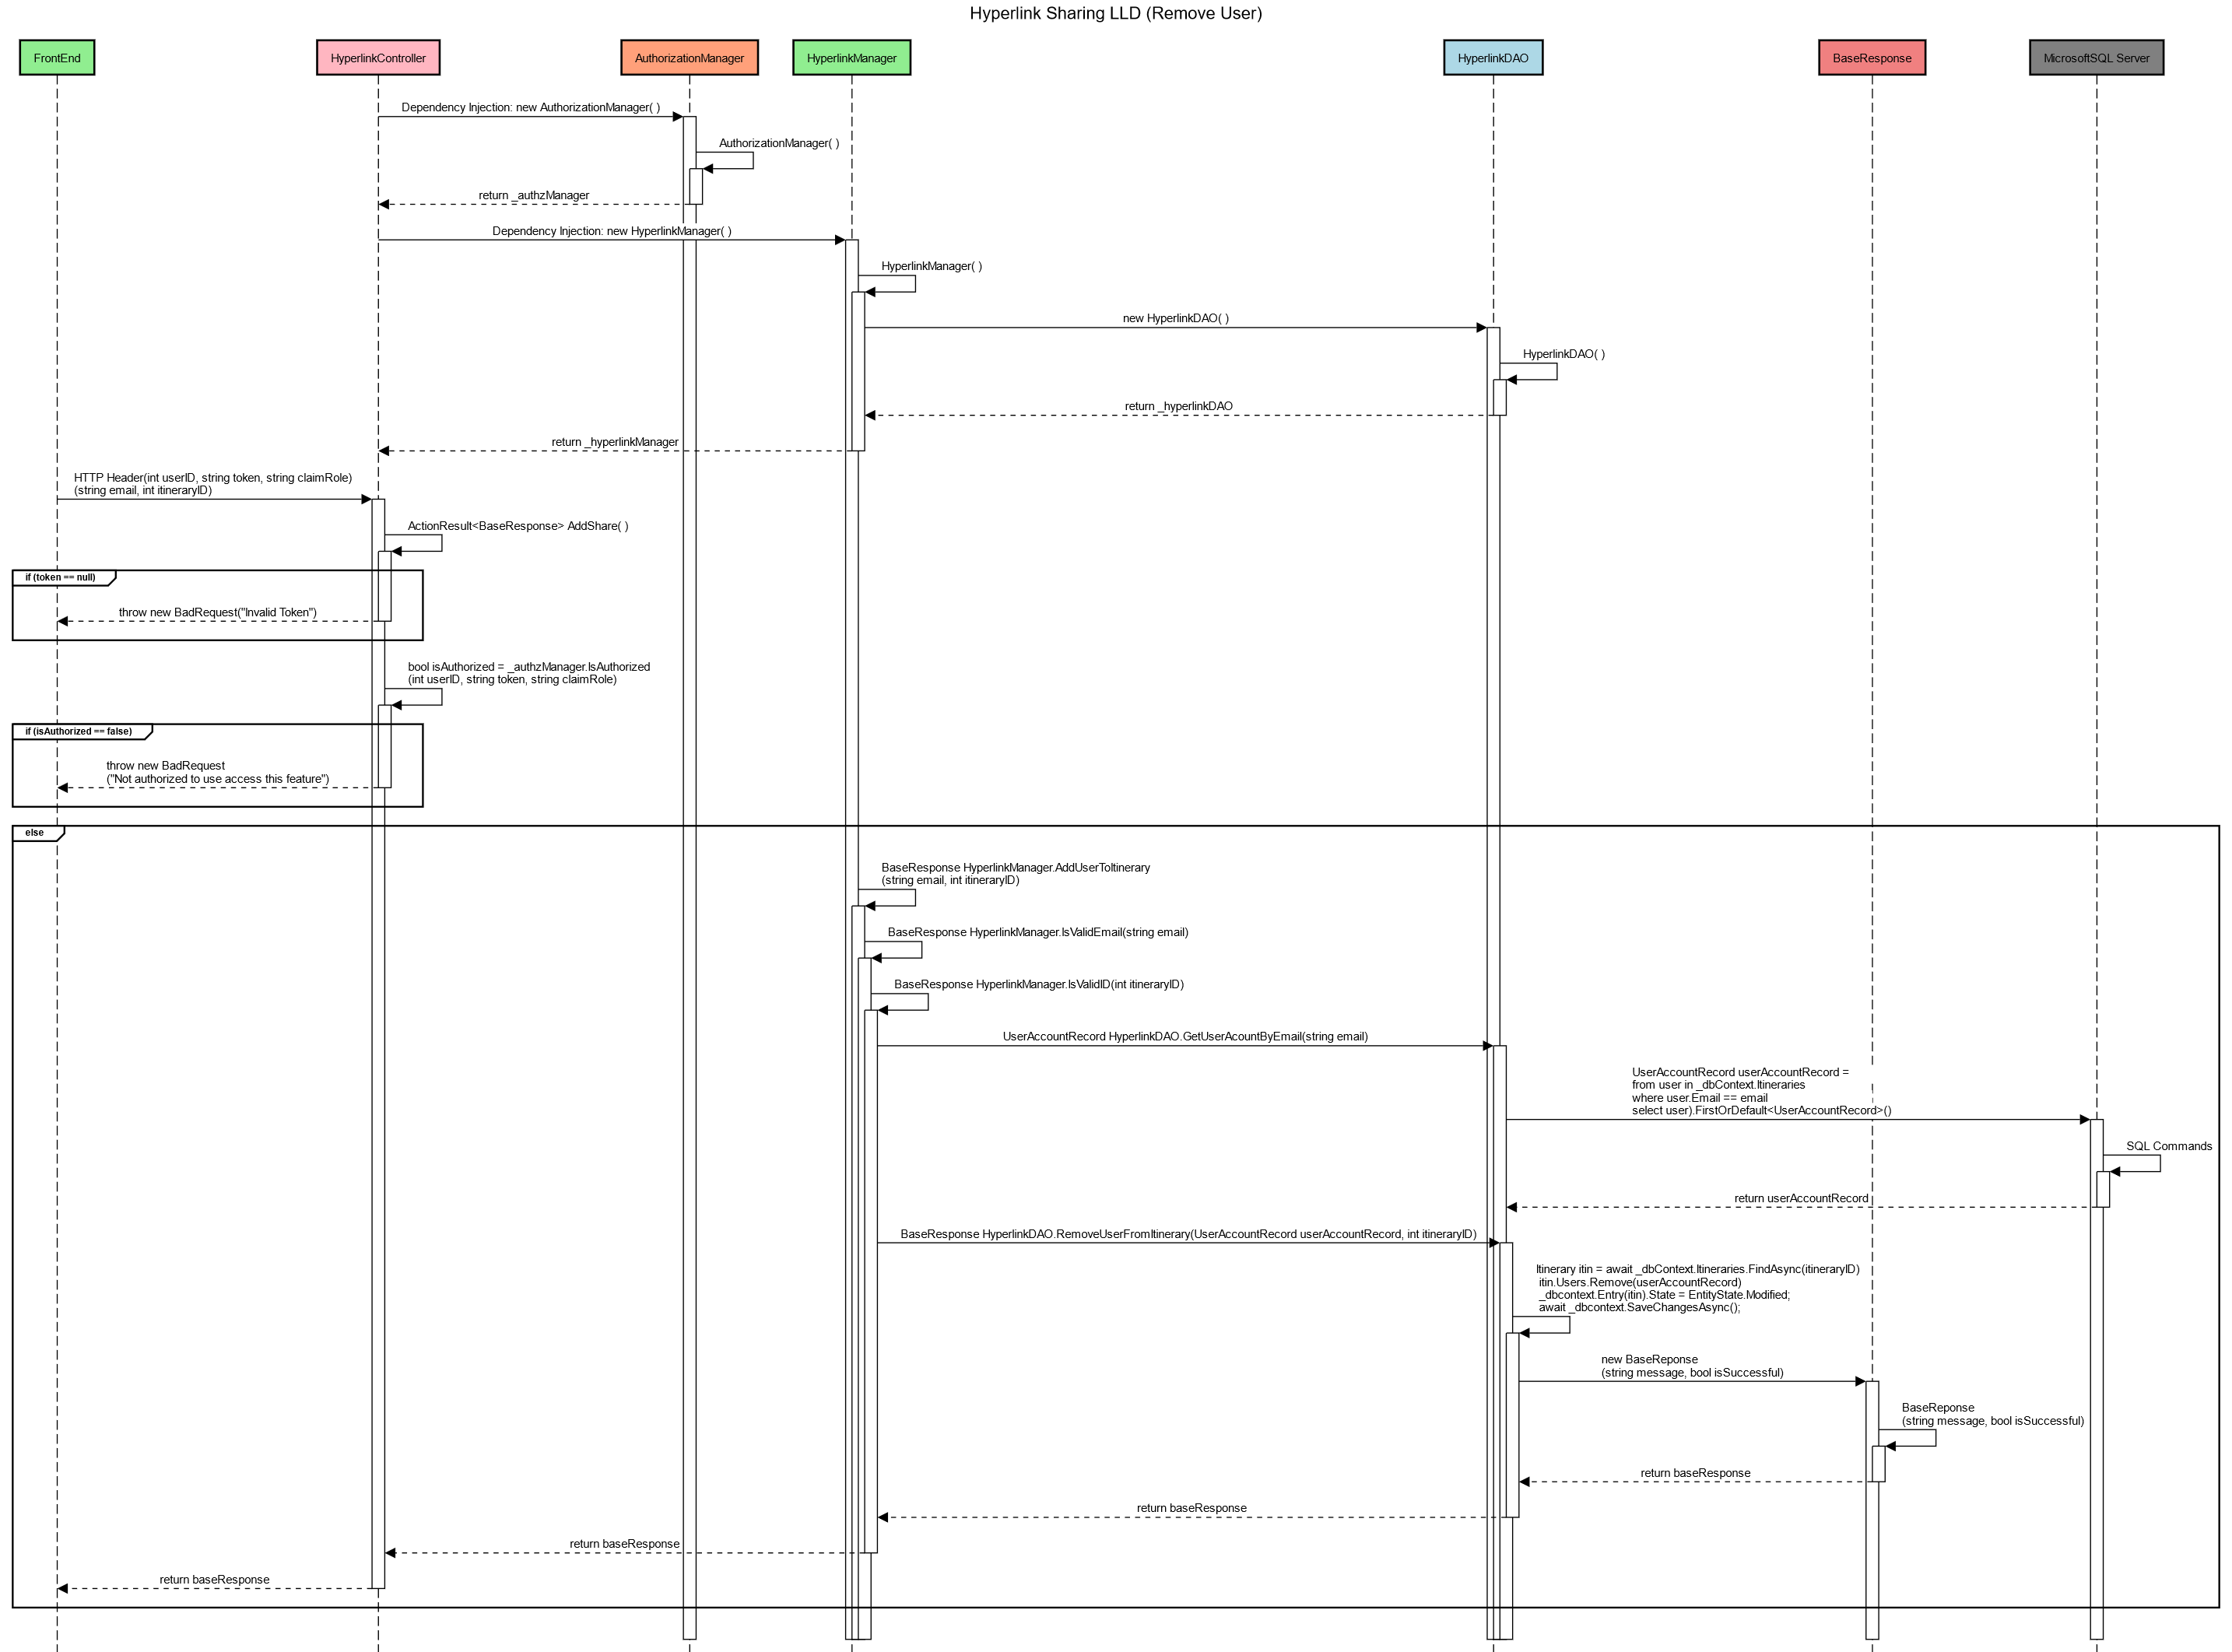 Hyperlink Sharing LLD (Remove User)
FrontEnd
HyperlinkController
AuthorizationManager
HyperlinkManager
HyperlinkDAO
BaseResponse
MicrosoftSQL Server
Dependency Injection: new AuthorizationManager( )
AuthorizationManager( )
return _authzManager
Dependency Injection: new HyperlinkManager( )
HyperlinkManager( )
new HyperlinkDAO( )
HyperlinkDAO( )
return _hyperlinkDAO
return _hyperlinkManager
HTTP Header(int userID, string token, string claimRole)
(string email, int itineraryID)
ActionResult<BaseResponse> AddShare( )
if (token == null)
throw new BadRequest("Invalid Token")
bool isAuthorized = _authzManager.IsAuthorized
(int userID, string token, string claimRole)
if (isAuthorized == false)
throw new BadRequest
("Not authorized to use access this feature")
else
BaseResponse HyperlinkManager.AddUserToItinerary
(string email, int itineraryID)
BaseResponse HyperlinkManager.IsValidEmail(string email)
BaseResponse HyperlinkManager.IsValidID(int itineraryID)
UserAccountRecord HyperlinkDAO.GetUserAcountByEmail(string email)
UserAccountRecord userAccountRecord =
from user in _dbContext.Itineraries
where user.Email == email
select user).FirstOrDefault<UserAccountRecord>()
SQL Commands
return userAccountRecord
BaseResponse HyperlinkDAO.RemoveUserFromItinerary(UserAccountRecord userAccountRecord, int itineraryID)
Itinerary itin = await _dbContext.Itineraries.FindAsync(itineraryID)
itin.Users.Remove(userAccountRecord)
_dbcontext.Entry(itin).State = EntityState.Modified;
await _dbcontext.SaveChangesAsync();
new BaseReponse
(string message, bool isSuccessful)
BaseReponse
(string message, bool isSuccessful)
return baseResponse
return baseResponse
return baseResponse
return baseResponse